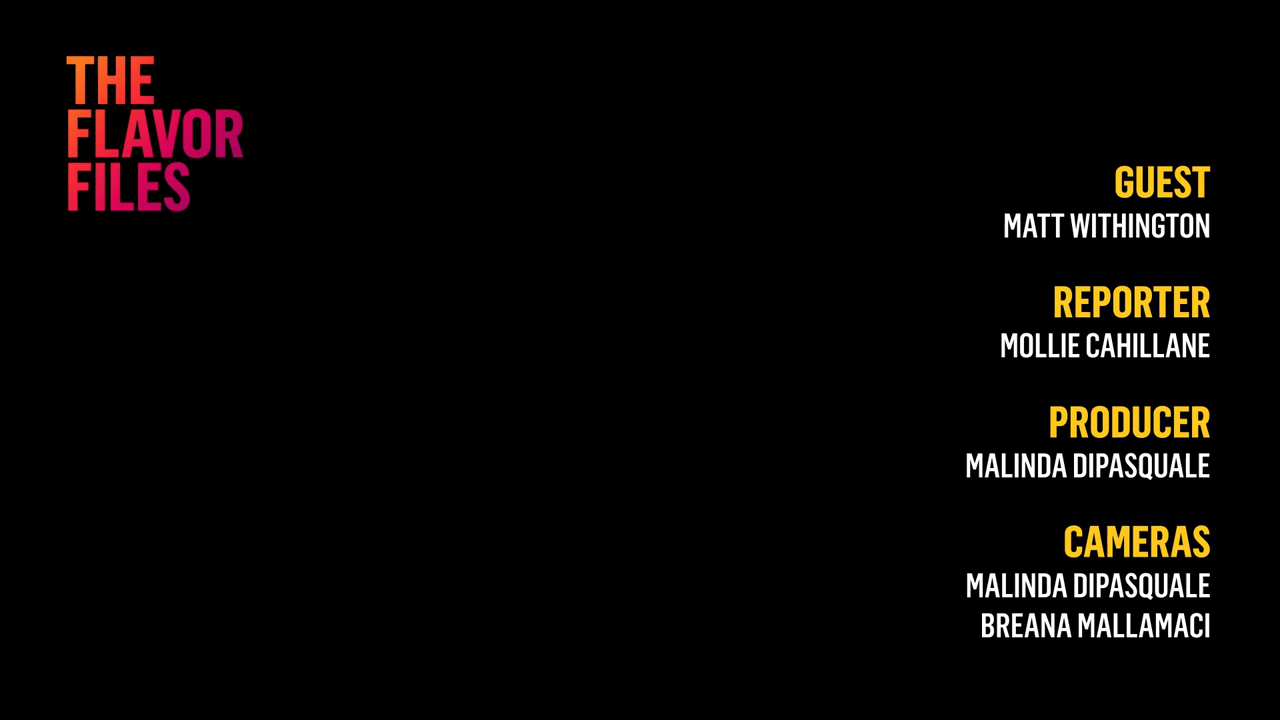 THE
FLAVOR
FILES
GUEST
MATT WITHINGTON
REPORTER
MOLLIE CAHILLANE
PRODUCER
MALINDA DIPASQUALE
CAMERAS
MALINDA DIPASQUALE
BREANA MALLAMACI